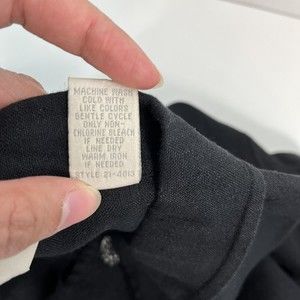 MACHINE WASH
COLD WITH
LIKE COLORS
GENTLE CYCLE
ONLY NON-
CHLORINE BLEACH
IF NEEDED
LINE DRY
WARM IRON
IF NEEDED
STYLE 21-4013